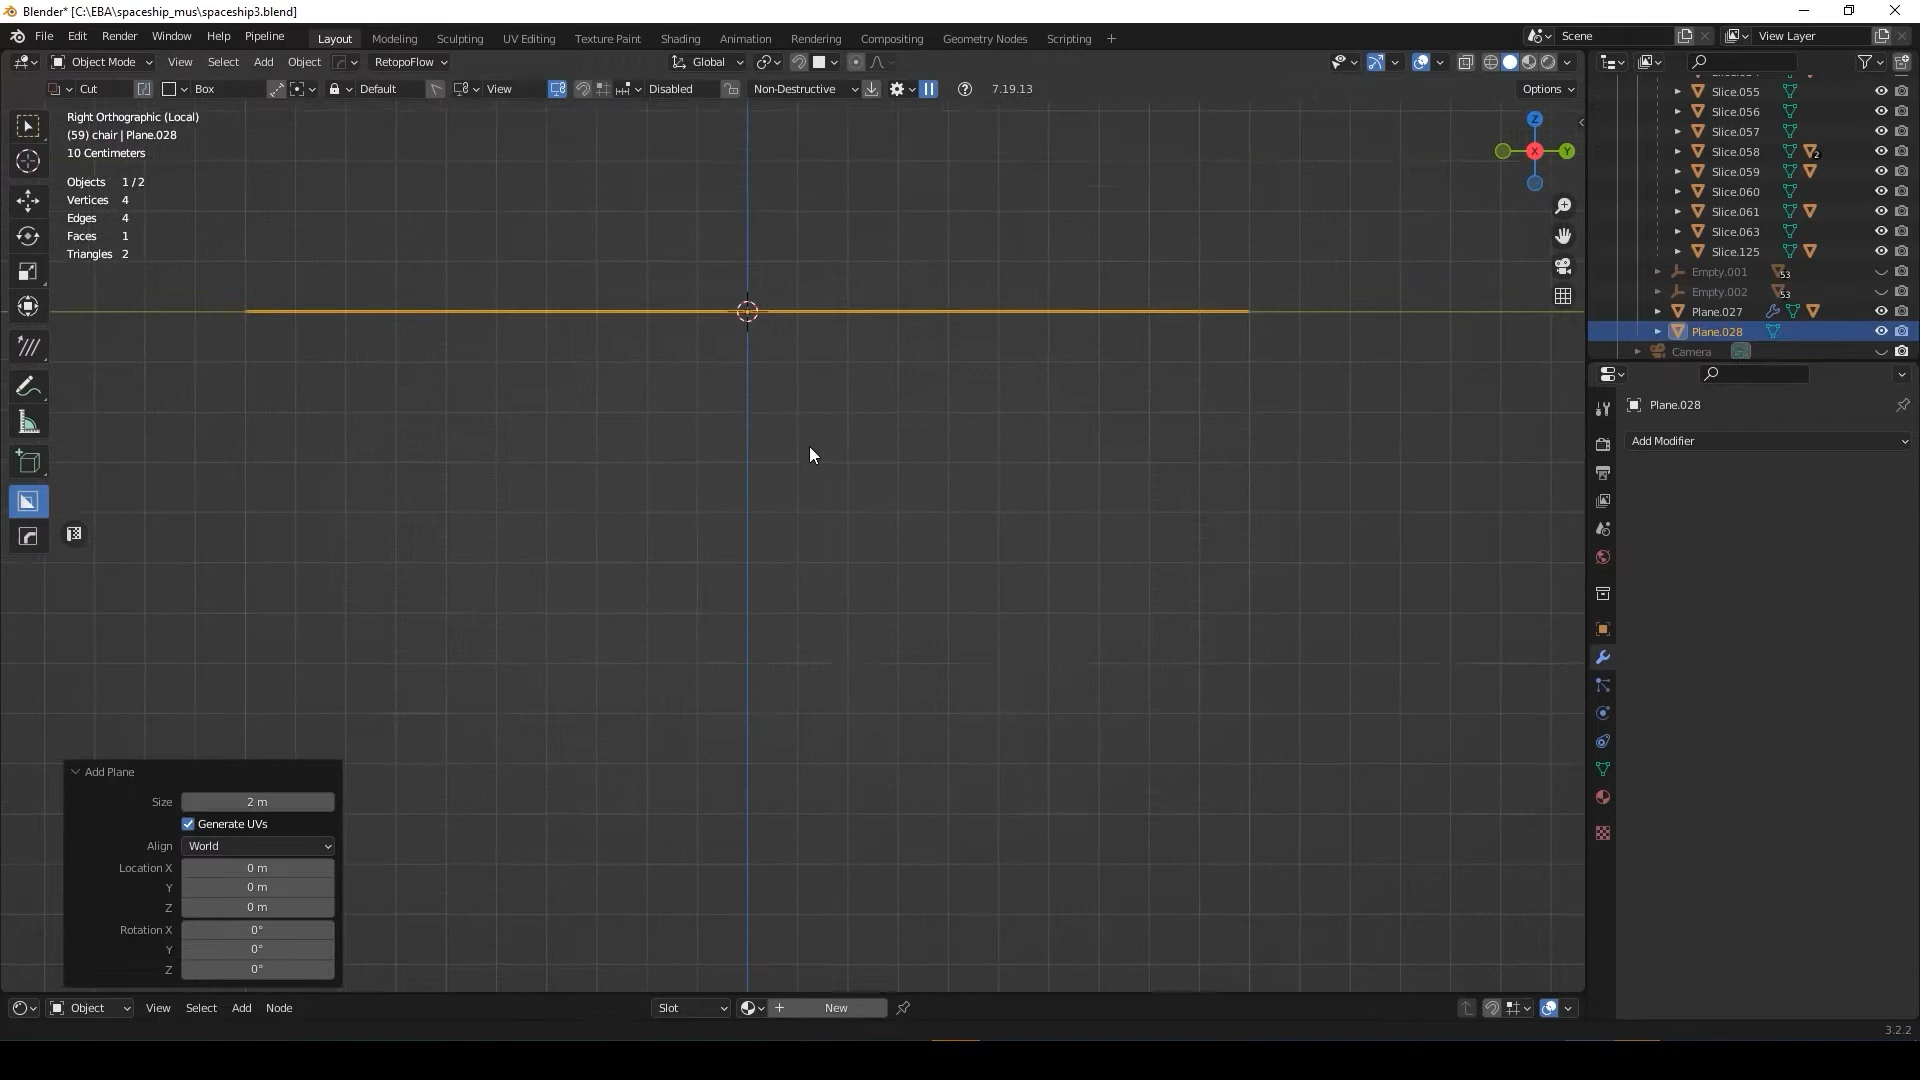 Blender* [C:\EBA\spaceship_mus\spaceship3.blend]
File Edit Render Window Help Pipeline Layout Modeling Sculpting UV Editing Texture Paint Shading Animation Rendering Compositing Geometry Nodes Scripting + Scene View Layer
Object Mode View Select Add Object RetopoFlow Global
Cut Box Default View Disabled Non-Destructive 7.19.13 Options
Right Orthographic (Local)
(59) chair | Plane.028
10 Centimeters
Objects 1/2
Vertices 4
Edges 4
Faces 1
Triangles 2
Z
X
Y
Slice.055
Slice.056
Slice.057
Slice.058 2
Slice.059
Slice.060
Slice.061
Slice.063
Slice.125
Empty.001 53
Empty.002 53
Plane.027
Plane.028
Camera
Plane.028
Add Modifier
Add Plane
Size 2 m
Generate UVs
Align World
Location X 0 m
Y 0 m
Z 0 m
Rotation X 0°
Y 0°
Z 0°
Object View Select Add Node Slot New
3.2.2